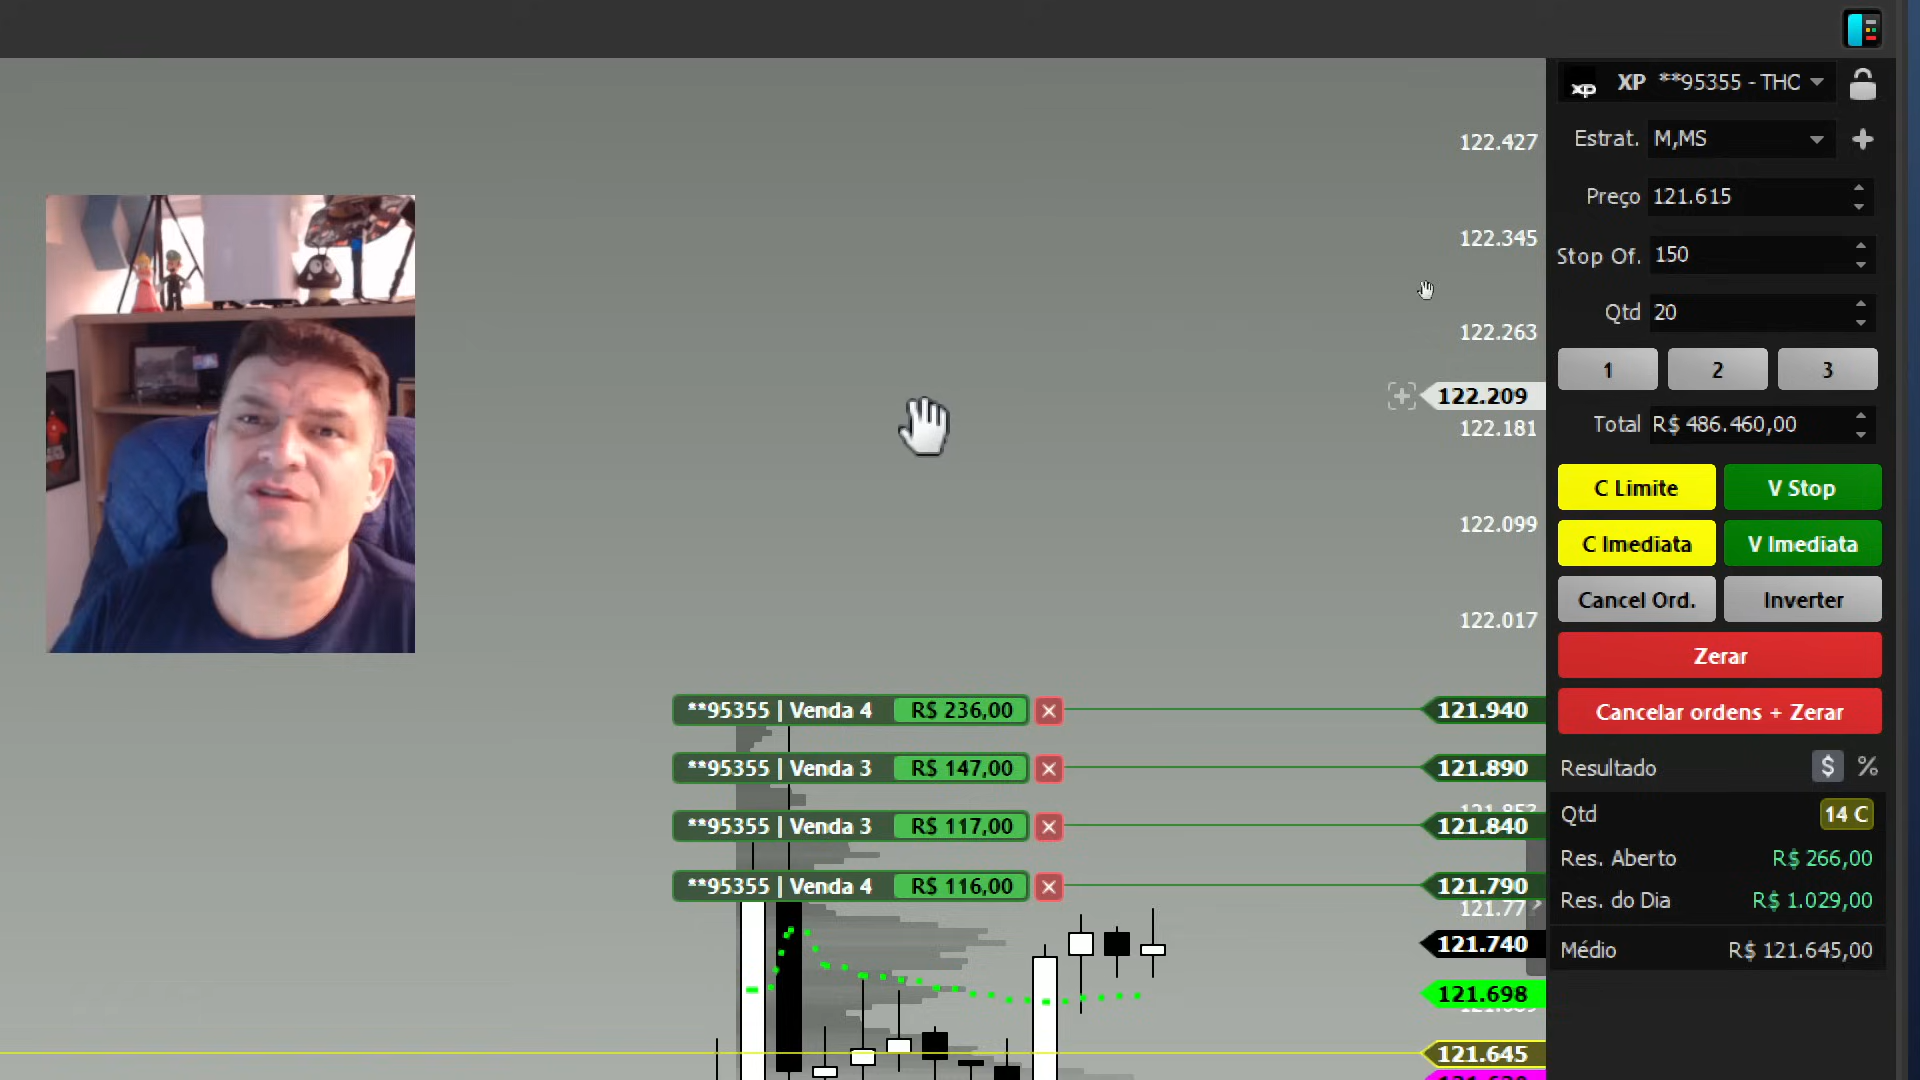 xp XP **95355 - THC
Estrat. M,MS
Preço 121.615
Stop Of. 150
Qtd 20
1 2 3
Total R$ 486.460,00
C Limite V Stop
C Imediata V Imediata
Cancel Ord. Inverter
Zerar
Cancelar ordens + Zerar
Resultado $ %
Qtd 14 C
Res. Aberto R$ 266,00
Res. do Dia R$ 1.029,00
Médio R$ 121.645,00
122.427
122.345
122.263
122.209
122.181
122.099
122.017
**95355 | Venda 4 R$ 236,00 121.940
**95355 | Venda 3 R$ 147,00 121.890
**95355 | Venda 3 R$ 117,00 121.840
**95355 | Venda 4 R$ 116,00 121.790
121.740
121.698
121.645